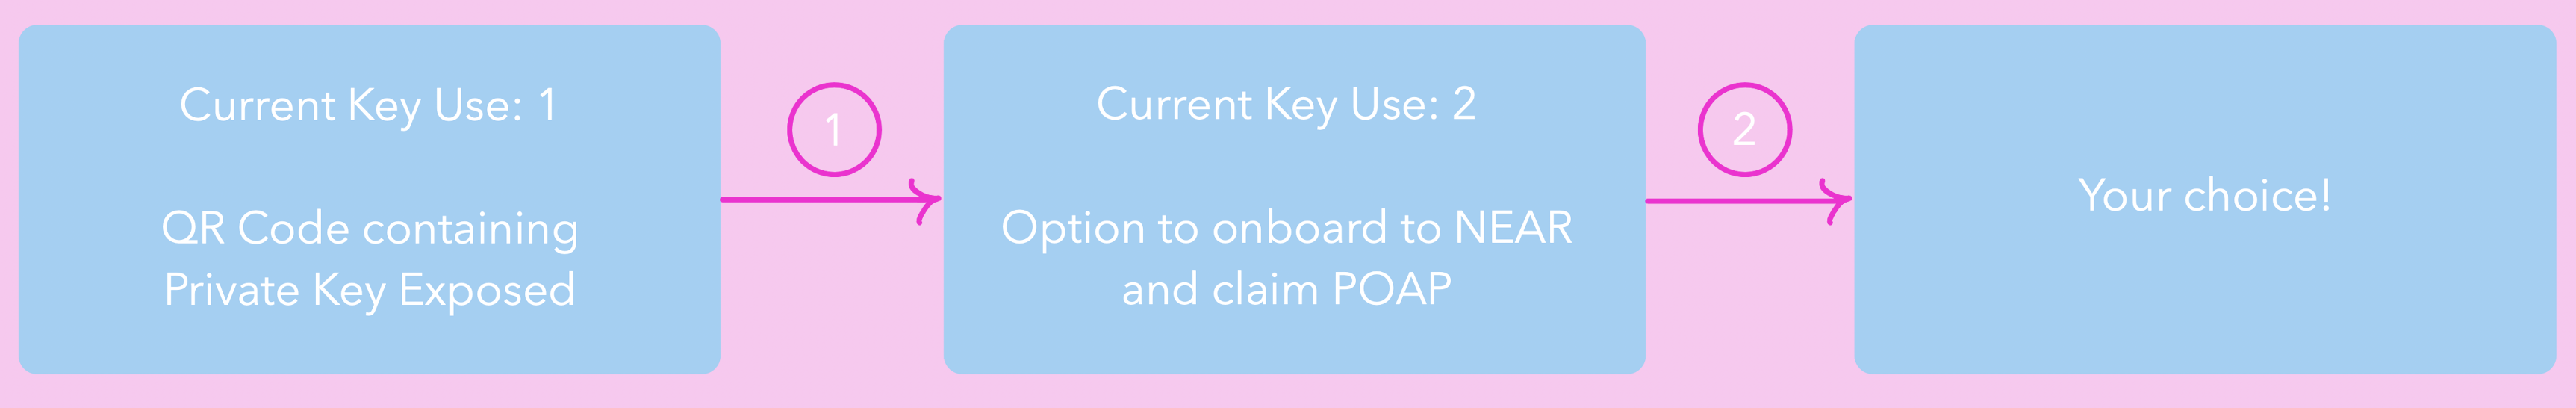 Current Key Use: 1
QR Code containing
Private Key Exposed
1
Current Key Use: 2
Option to onboard to NEAR
and claim POAP
2
Your choice!